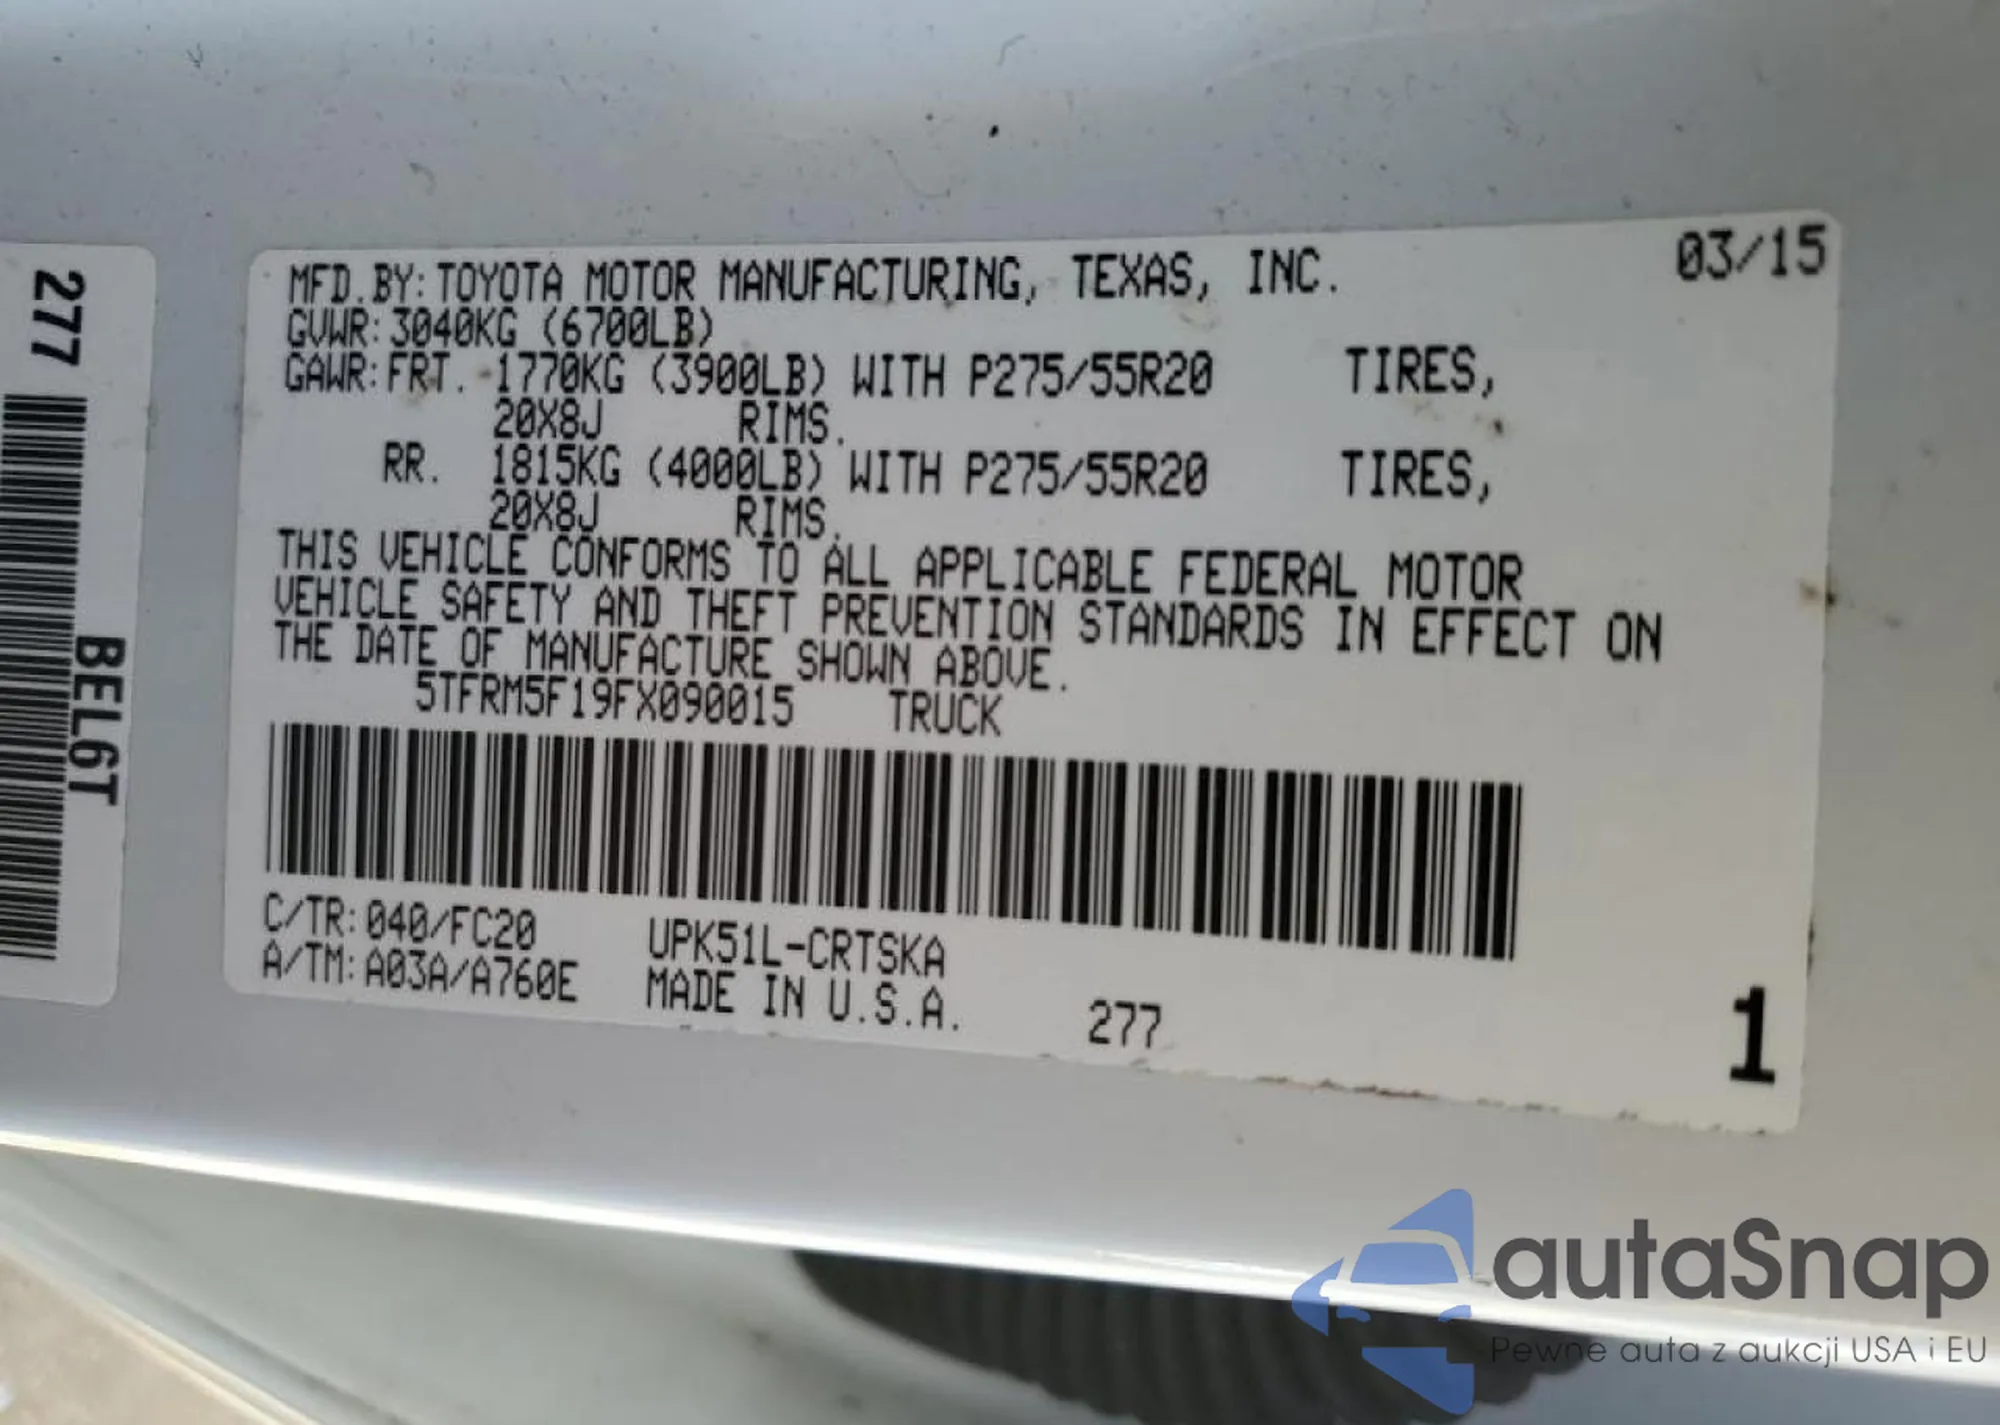 277
BEL6T
MFD.BY: TOYOTA MOTOR MANUFACTURING, TEXAS, INC. 03/15
GVWR: 3040KG (6700LB)
GAWR: FRT. 1770KG (3900LB) WITH P275/55R20 TIRES,
20X8J RIMS.
RR. 1815KG (4000LB) WITH P275/55R20 TIRES,
20X8J RIMS.
THIS VEHICLE CONFORMS TO ALL APPLICABLE FEDERAL MOTOR
VEHICLE SAFETY AND THEFT PREVENTION STANDARDS IN EFFECT ON
THE DATE OF MANUFACTURE SHOWN ABOVE.
5TFRM5F19FX090015 TRUCK
C/TR: 040/FC20 UPK51L-CRTSKA
A/TM: A03A/A760E MADE IN U.S.A. 277
1
autaSnap
Pewne auta z aukcji USA i EU